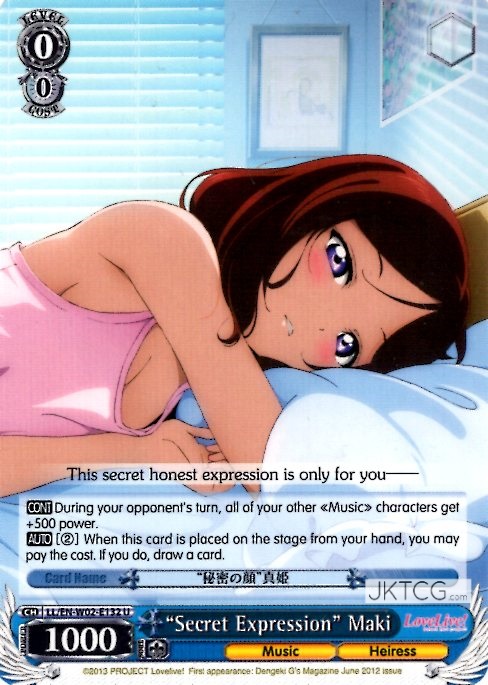 LEVEL
0
0
COST
This secret honest expression is only for you——
CONT During your opponent's turn, all of your other «Music» characters get
+500 power.
AUTO [②] When this card is placed on the stage from your hand, you may
pay the cost. If you do, draw a card.
Card Name "秘密の顔"真姫
JKTCG.com
CH LL/EN-W02-E132 U
POWER 1000 "Secret Expression" Maki LoveLive!
Music Heiress
©2013 PROJECT Lovelive! First appearance: Dengeki G's Magazine June 2012 issue